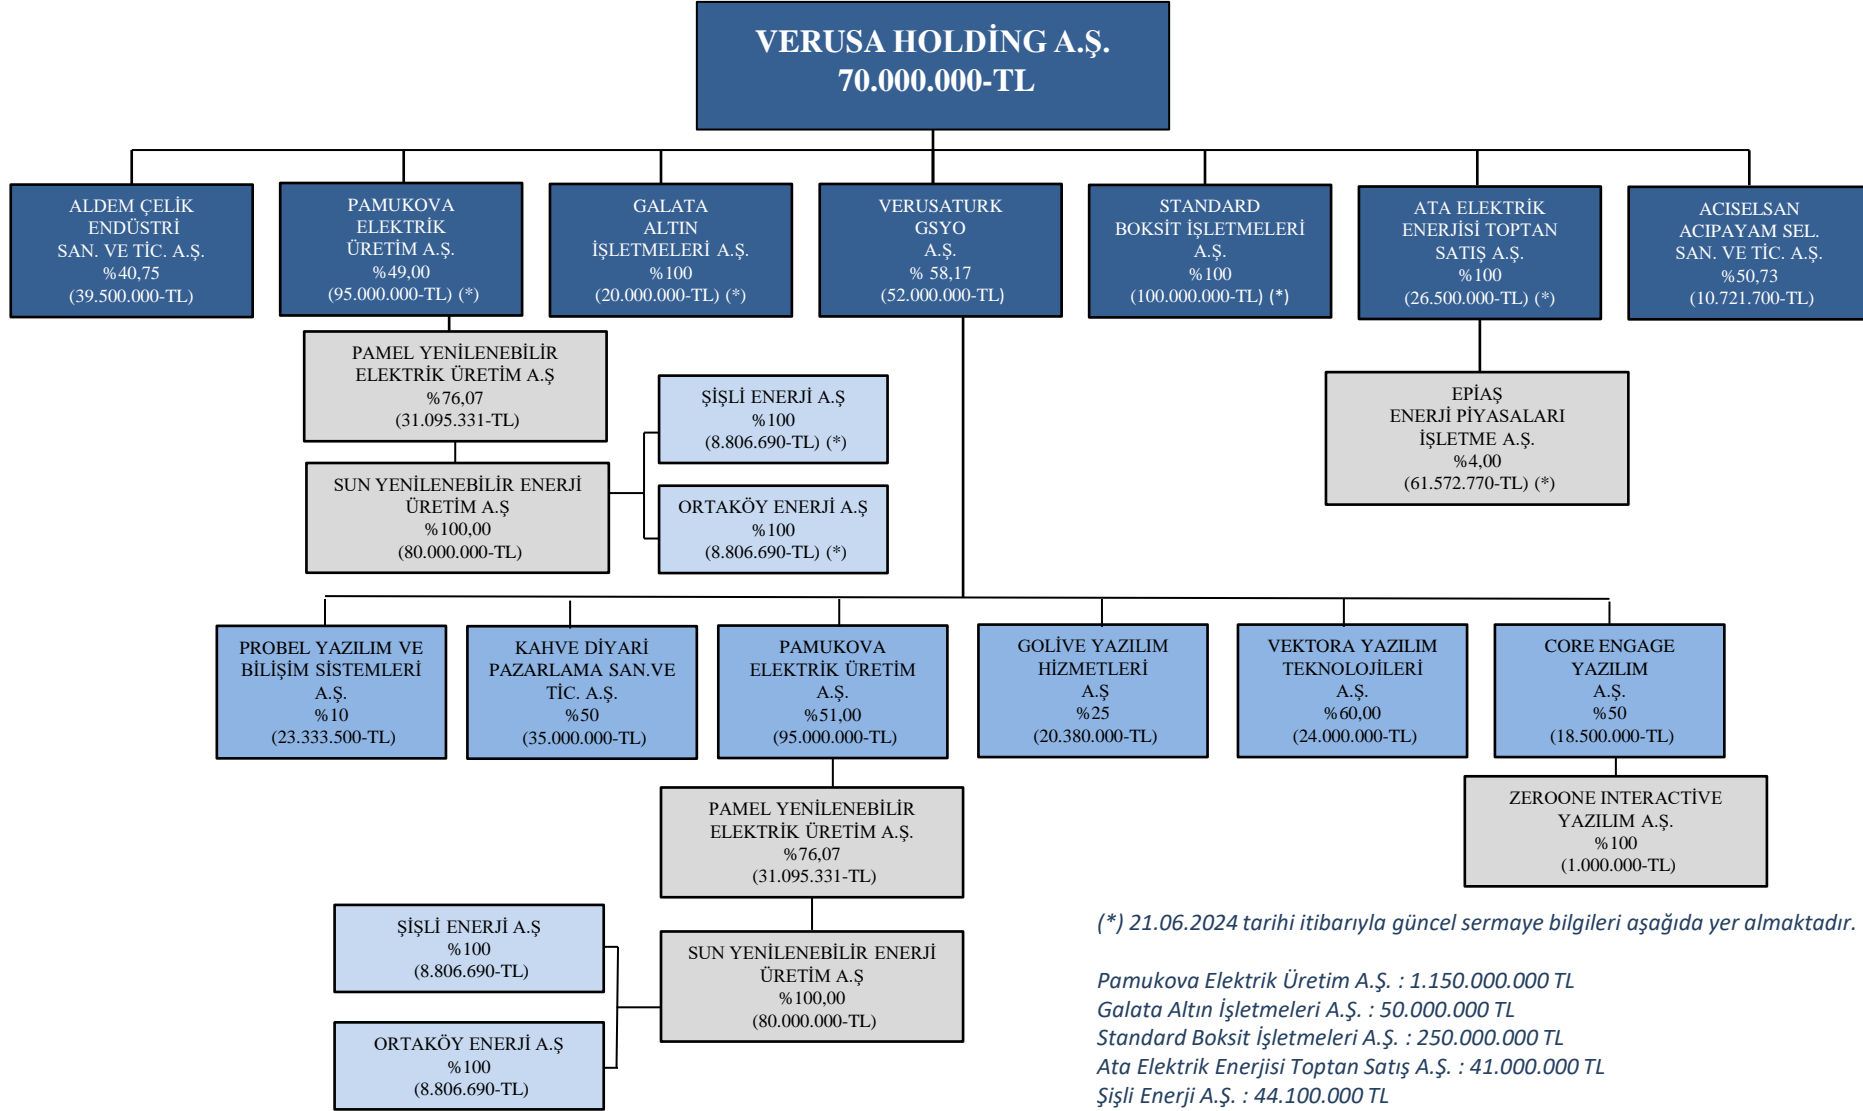 VERUSA HOLDİNG A.Ş.
70.000.000-TL
ALDEM ÇELİK
ENDÜSTRİ
SAN. VE TİC. A.Ş.
%40,75
(39.500.000-TL)
PAMUKOVA
ELEKTRİK
ÜRETİM A.Ş.
%49,00
(95.000.000-TL) (*)
GALATA
ALTIN
İŞLETMELERİ A.Ş.
%100
(20.000.000-TL) (*)
VERUSATURK
GSYO
A.Ş.
% 58,17
(52.000.000-TL)
STANDARD
BOKSİT İŞLETMELERİ
A.Ş.
%100
(100.000.000-TL) (*)
ATA ELEKTRİK
ENERJİSİ TOPTAN
SATIŞ A.Ş.
%100
(26.500.000-TL) (*)
ACISELSAN
ACIPAYAM SEL.
SAN. VE TİC. A.Ş.
%50,73
(10.721.700-TL)
PAMEL YENİLENEBİLİR
ELEKTRİK ÜRETİM A.Ş
%76,07
(31.095.331-TL)
SUN YENİLENEBİLİR ENERJİ
ÜRETİM A.Ş
%100,00
(80.000.000-TL)
ŞİŞLİ ENERJİ A.Ş
%100
(8.806.690-TL) (*)
ORTAKÖY ENERJİ A.Ş
%100
(8.806.690-TL) (*)
EPİAŞ
ENERJİ PİYASALARI
İŞLETME A.Ş.
%4,00
(61.572.770-TL) (*)
PROBEL YAZILIM VE
BİLİŞİM SİSTEMLERİ
A.Ş.
%10
(23.333.500-TL)
KAHVE DİYARİ
PAZARLAMA SAN.VE
TİC. A.Ş.
%50
(35.000.000-TL)
PAMUKOVA
ELEKTRİK ÜRETİM
A.Ş.
%51,00
(95.000.000-TL)
GOLİVE YAZILIM
HİZMETLERİ
A.Ş
%25
(20.380.000-TL)
VEKTORA YAZILIM
TEKNOLOJİLERİ
A.Ş.
%60,00
(24.000.000-TL)
CORE ENGAGE
YAZILIM
A.Ş.
%50
(18.500.000-TL)
PAMEL YENİLENEBİLİR
ELEKTRİK ÜRETİM A.Ş.
%76,07
(31.095.331-TL)
ZEROONE INTERACTİVE
YAZILIM A.Ş.
%100
(1.000.000-TL)
ŞİŞLİ ENERJİ A.Ş
%100
(8.806.690-TL)
ORTAKÖY ENERJİ A.Ş
%100
(8.806.690-TL)
SUN YENİLENEBİLİR ENERJİ
ÜRETİM A.Ş
%100,00
(80.000.000-TL)
(*) 21.06.2024 tarihi itibarıyla güncel sermaye bilgileri aşağıda yer almaktadır.
Pamukova Elektrik Üretim A.Ş. : 1.150.000.000 TL
Galata Altın İşletmeleri A.Ş. : 50.000.000 TL
Standard Boksit İşletmeleri A.Ş. : 250.000.000 TL
Ata Elektrik Enerjisi Toptan Satış A.Ş. : 41.000.000 TL
Şişli Enerji A.Ş. : 44.100.000 TL